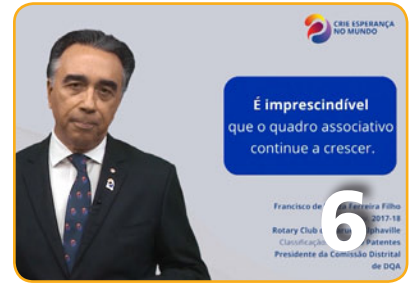 CRIE ESPERANÇA
NO MUNDO
É imprescindível
que o quadro associativo
continue a crescer.
Francisco de Ferreira Filho
2017-18
Rotary Club
Classificação Patentes
Presidente da Comissão Distrital
de DQA
6